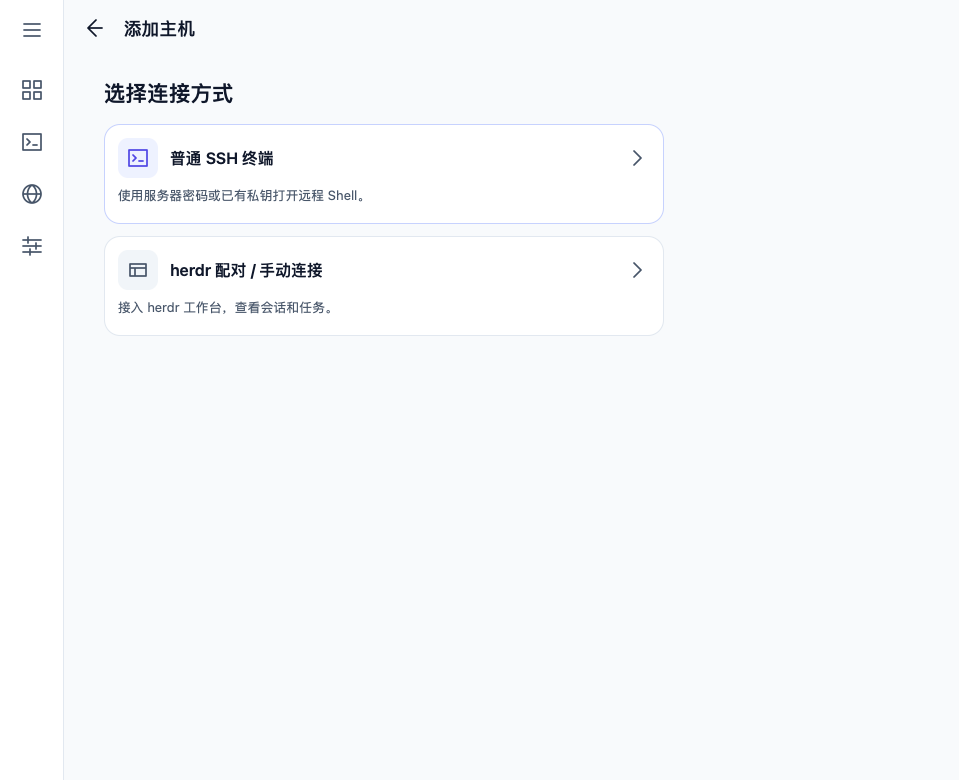 添加主机
选择连接方式
普通 SSH 终端
使用服务器密码或已有私钥打开远程 Shell。
herdr 配对 / 手动连接
接入 herdr 工作台，查看会话和任务。